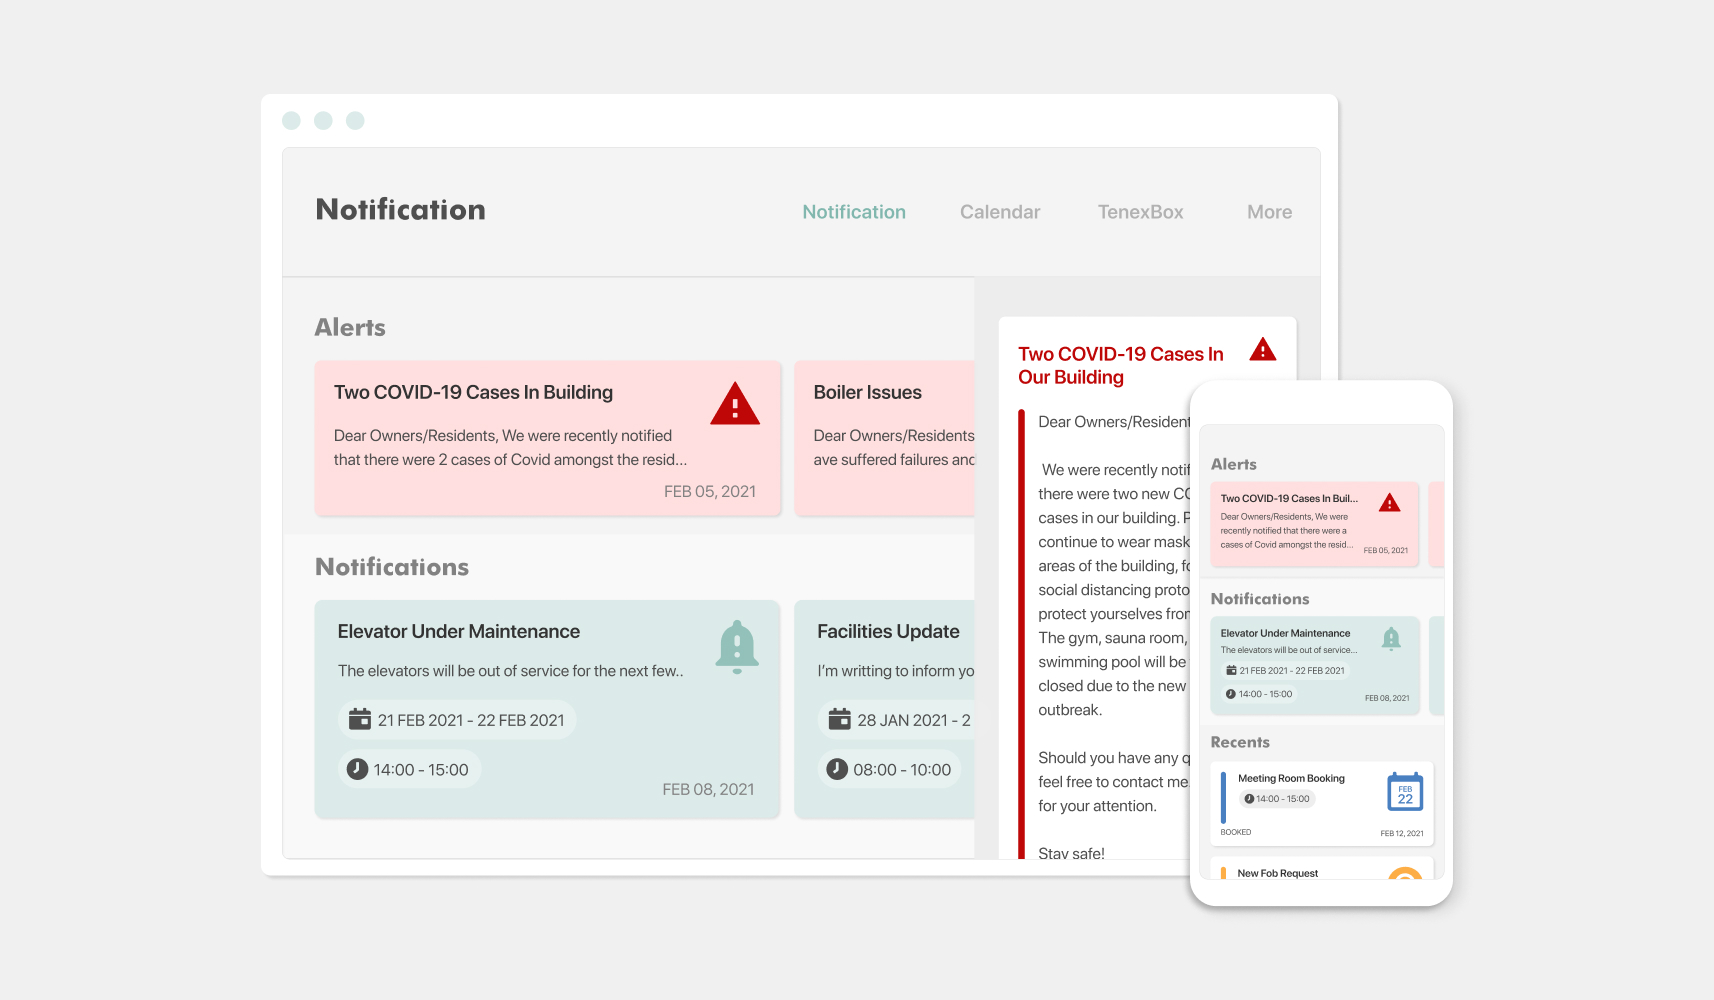 Notification
Notification Calendar TenexBox More
Alerts
Two COVID-19 Cases In Building
Dear Owners/Residents, We were recently notified
that there were 2 cases of Covid amongst the resid...
FEB 05, 2021
Boiler Issues
Dear Owners/Residents
ave suffered failures and
Notifications
Elevator Under Maintenance
The elevators will be out of service for the next few..
21 FEB 2021 - 22 FEB 2021
14:00 - 15:00
FEB 08, 2021
Facilities Update
I'm writting to inform yo
28 JAN 2021 - 2
08:00 - 10:00
Two COVID-19 Cases In
Our Building
Dear Owners/Resident
We were recently notif
there were two new CO
cases in our building. P
continue to wear mask
areas of the building, fo
social distancing proto
protect yourselves from
The gym, sauna room,
swimming pool will be
closed due to the new
outbreak.
Should you have any q
feel free to contact me
for your attention.
Stay safe!
Alerts
Two COVID-19 Cases In Buil...
Dear Owners/Residents, We were
recently notified that there were a
cases of Covid amongst the resid...
FEB 05, 2021
Notifications
Elevator Under Maintenance
The elevators will be out of service...
21 FEB 2021 - 22 FEB 2021
14:00 - 15:00
FEB 08, 2021
Recents
Meeting Room Booking
14:00 - 15:00
FEB
22
BOOKED
FEB 12, 2021
New Fob Request